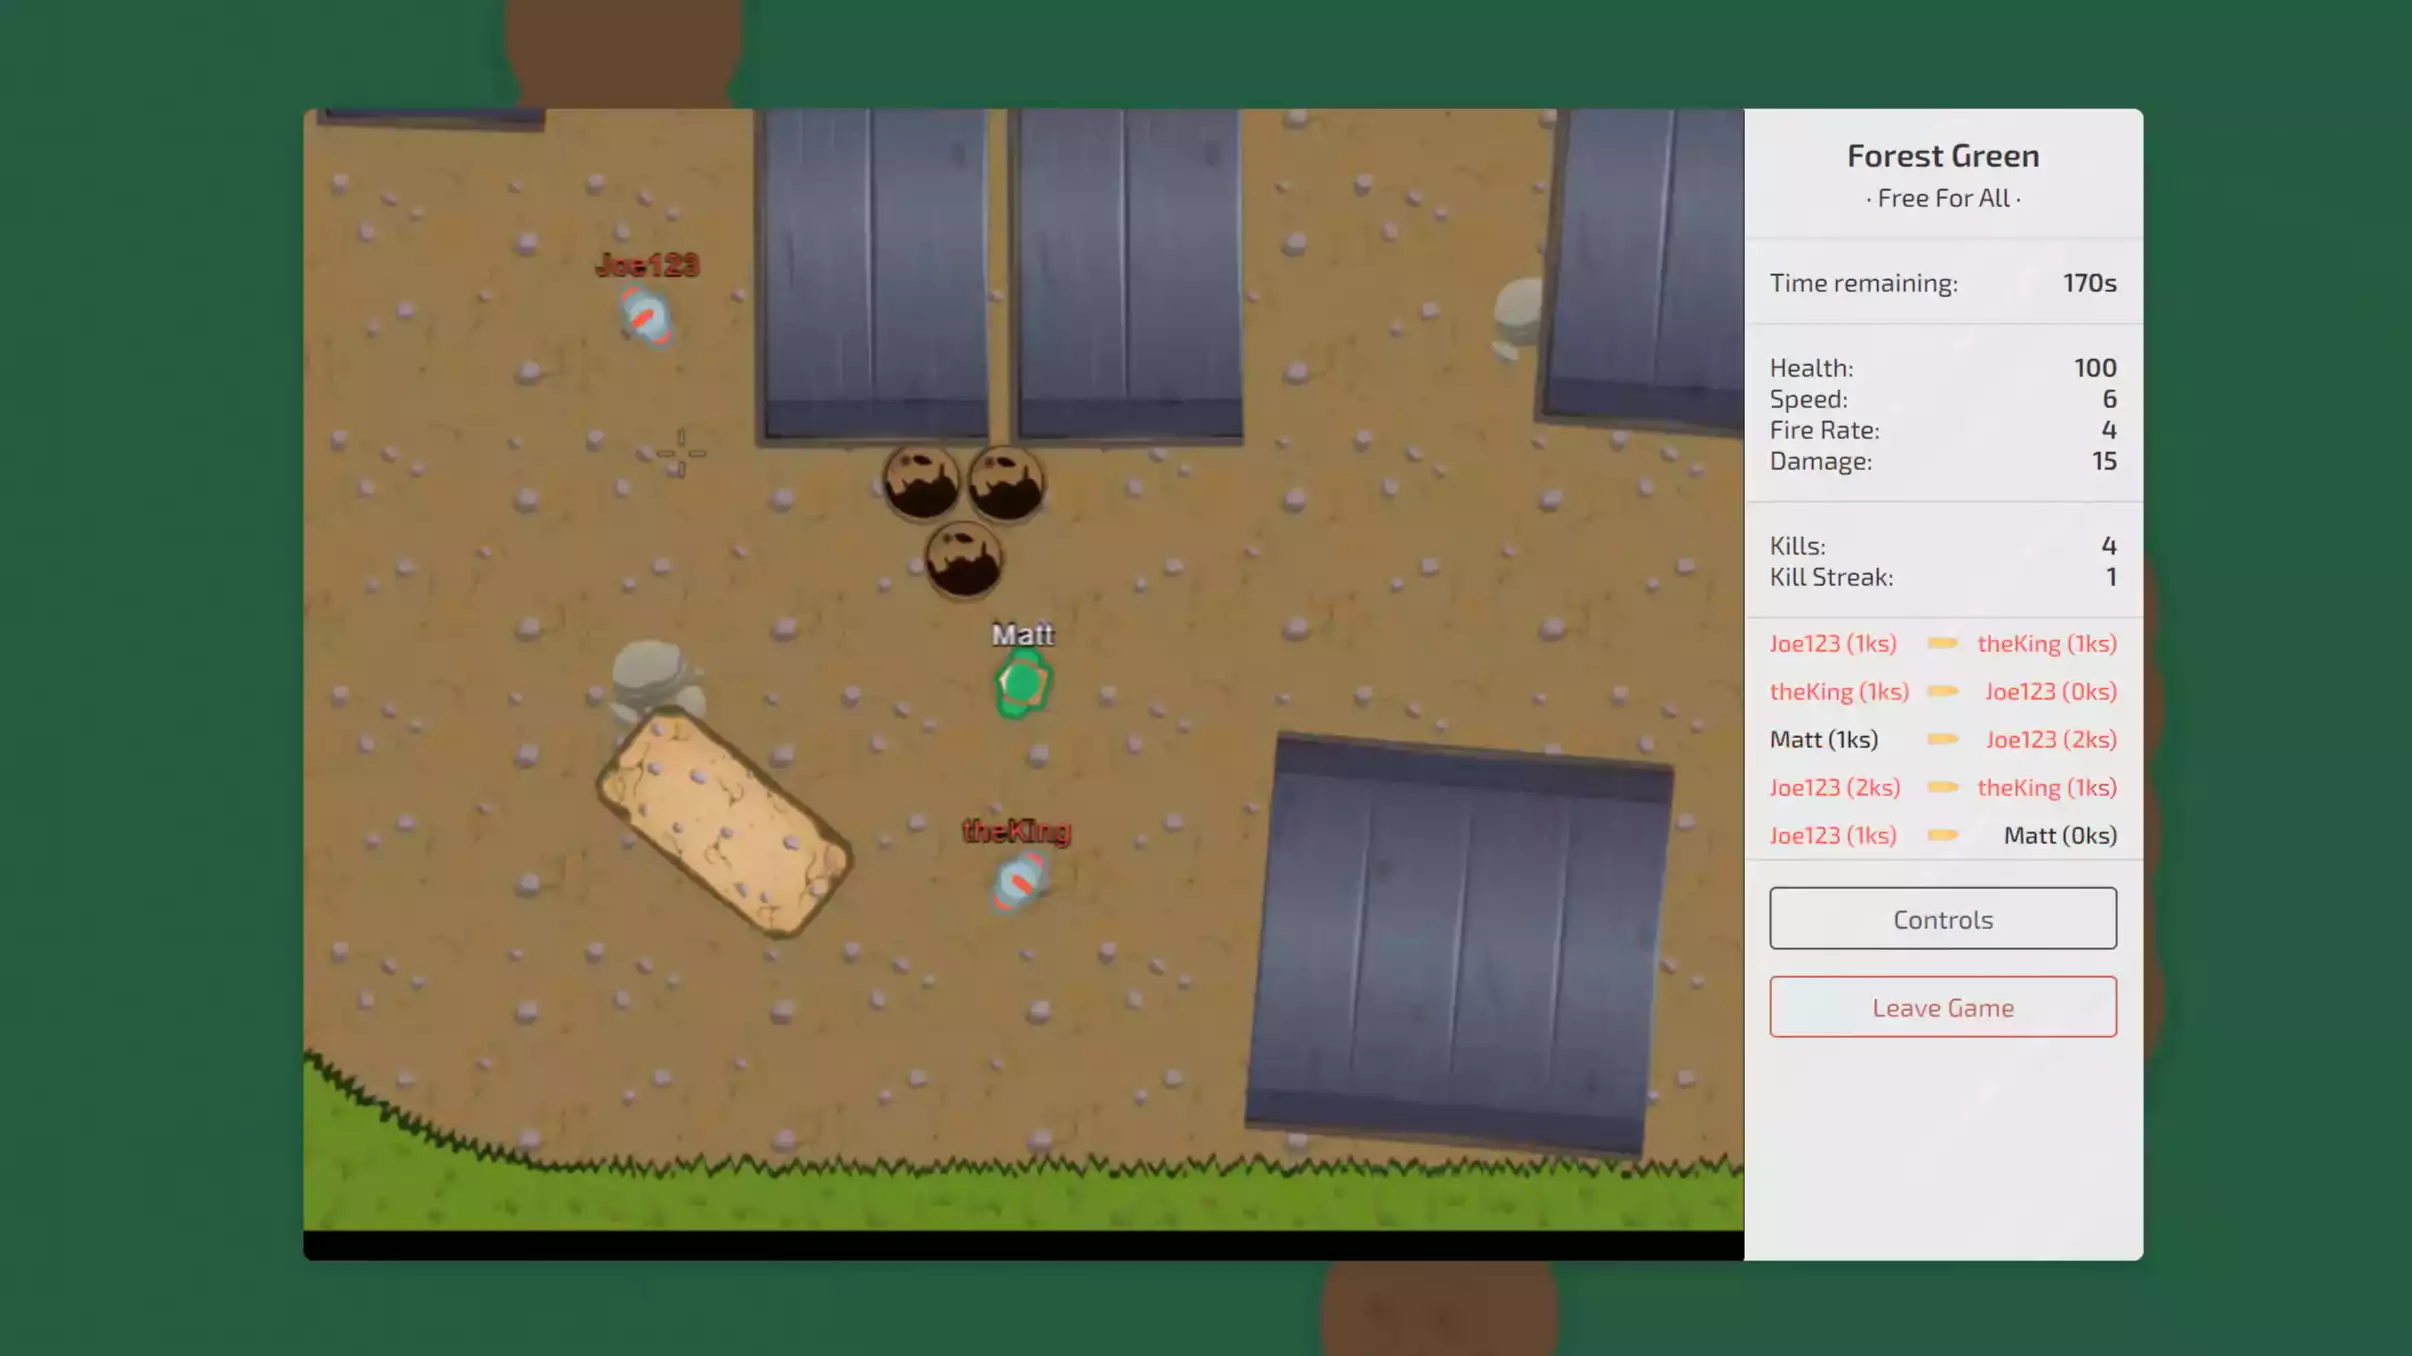 Joe123
Matt
theKing
Forest Green
· Free For All ·
Time remaining: 170s
Health: 100
Speed: 6
Fire Rate: 4
Damage: 15
Kills: 4
Kill Streak: 1
Joe123 (1ks) theKing (1ks)
theKing (1ks) Joe123 (0ks)
Matt (1ks) Joe123 (2ks)
Joe123 (2ks) theKing (1ks)
Joe123 (1ks) Matt (0ks)
Controls
Leave Game